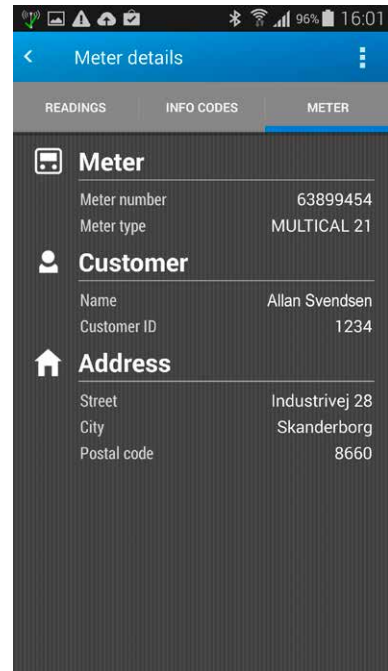 96% 16:01
Meter details
READINGS INFO CODES METER
Meter
Meter number 63899454
Meter type MULTICAL 21
Customer
Name Allan Svendsen
Customer ID 1234
Address
Street Industrivej 28
City Skanderborg
Postal code 8660